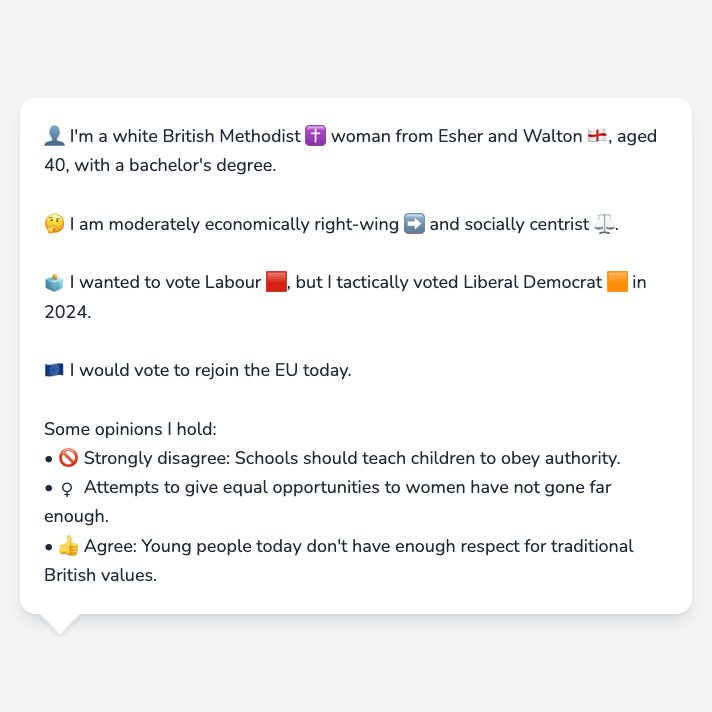 👤 I'm a white British Methodist ✝️ woman from Esher and Walton 🏴󠁧󠁢󠁥󠁮󠁧󠁿, aged
40, with a bachelor's degree.
🤔 I am moderately economically right-wing ➡️ and socially centrist ⚖️.
🗳️ I wanted to vote Labour 🟥, but I tactically voted Liberal Democrat 🟧 in
2024.
🇪🇺 I would vote to rejoin the EU today.
Some opinions I hold:
• 🚫 Strongly disagree: Schools should teach children to obey authority.
• ♀ Attempts to give equal opportunities to women have not gone far
enough.
• 👍 Agree: Young people today don't have enough respect for traditional
British values.